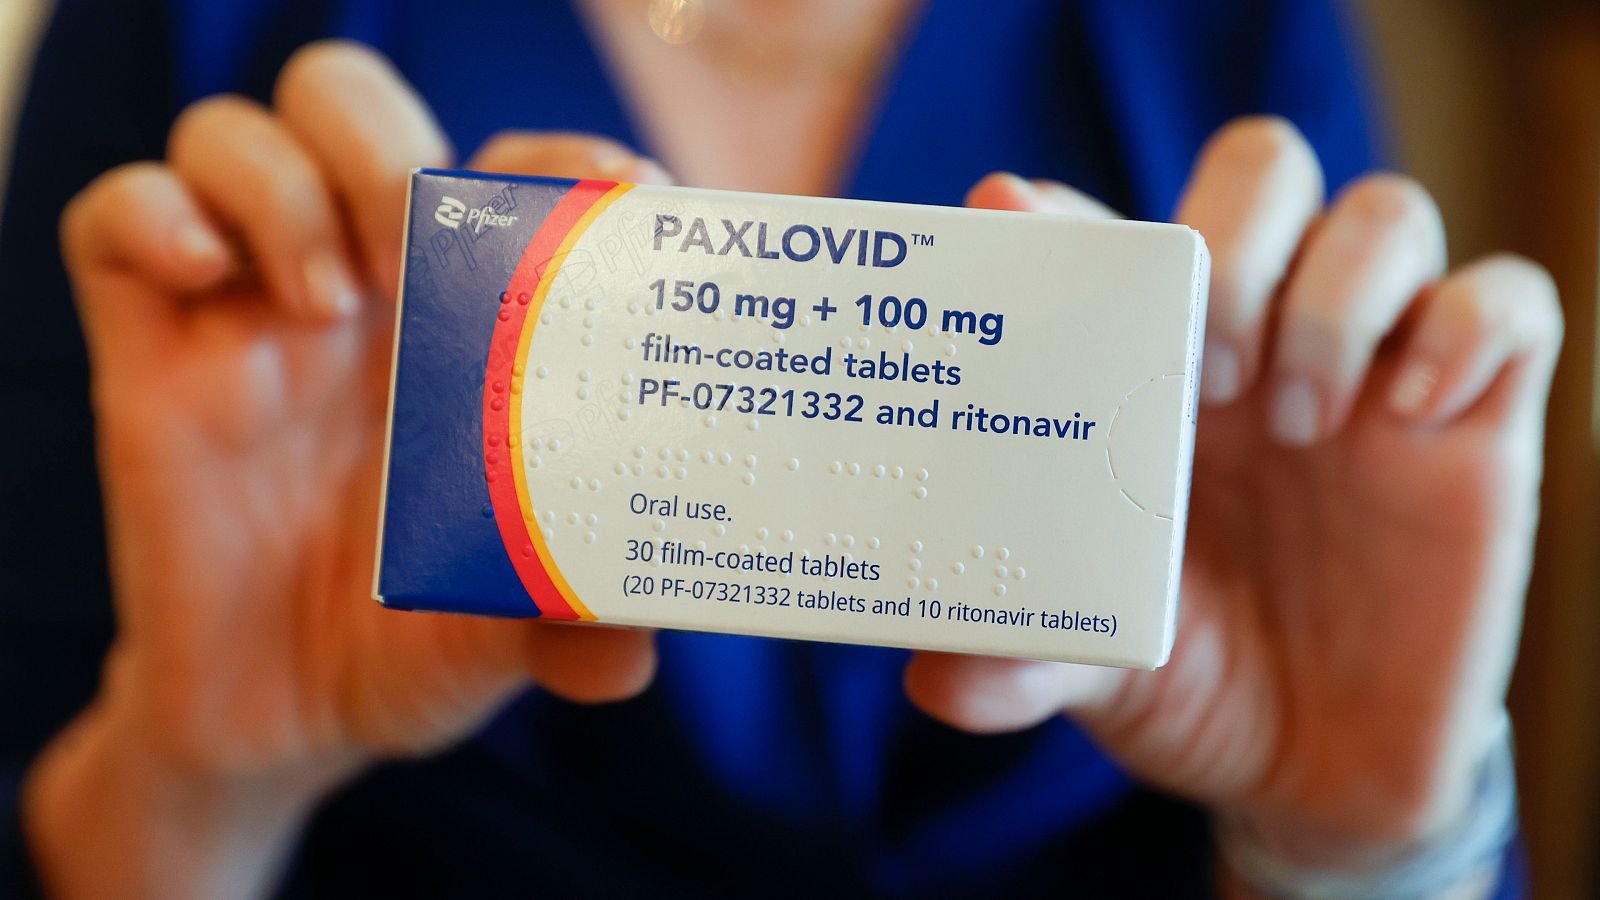 Pfizer
PAXLOVID™
150 mg + 100 mg
film-coated tablets
PF-07321332 and ritonavir
Oral use.
30 film-coated tablets
(20 PF-07321332 tablets and 10 ritonavir tablets)